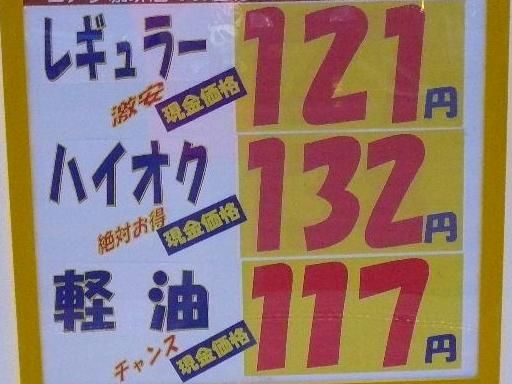 レギュラー
激安 現金価格 121円
ハイオク
絶対お得 現金価格 132円
軽油
チャンス 現金価格 117円